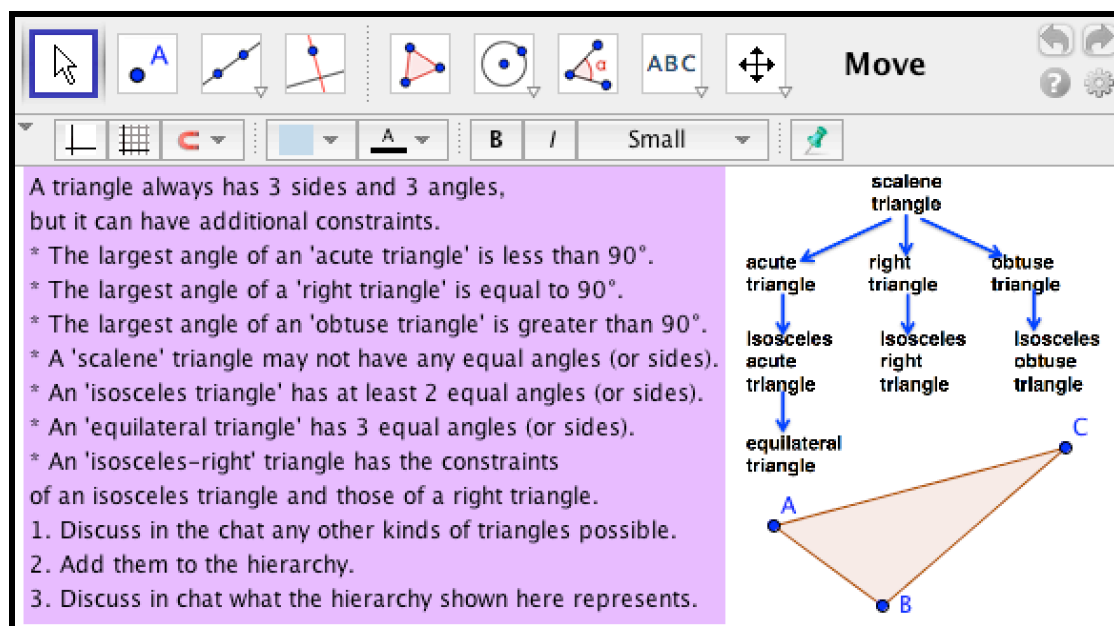 A
α
ABC
Move
?
A
B
I
Small
A triangle always has 3 sides and 3 angles,
but it can have additional constraints.
* The largest angle of an 'acute triangle' is less than 90°.
* The largest angle of a 'right triangle' is equal to 90°.
* The largest angle of an 'obtuse triangle' is greater than 90°.
* A 'scalene' triangle may not have any equal angles (or sides).
* An 'isosceles triangle' has at least 2 equal angles (or sides).
* An 'equilateral triangle' has 3 equal angles (or sides).
* An 'isosceles-right' triangle has the constraints
of an isosceles triangle and those of a right triangle.
1. Discuss in the chat any other kinds of triangles possible.
2. Add them to the hierarchy.
3. Discuss in chat what the hierarchy shown here represents.
scalene
triangle
acute
triangle
right
triangle
obtuse
triangle
isosceles
acute
triangle
isosceles
right
triangle
isosceles
obtuse
triangle
equilateral
triangle
A
C
B